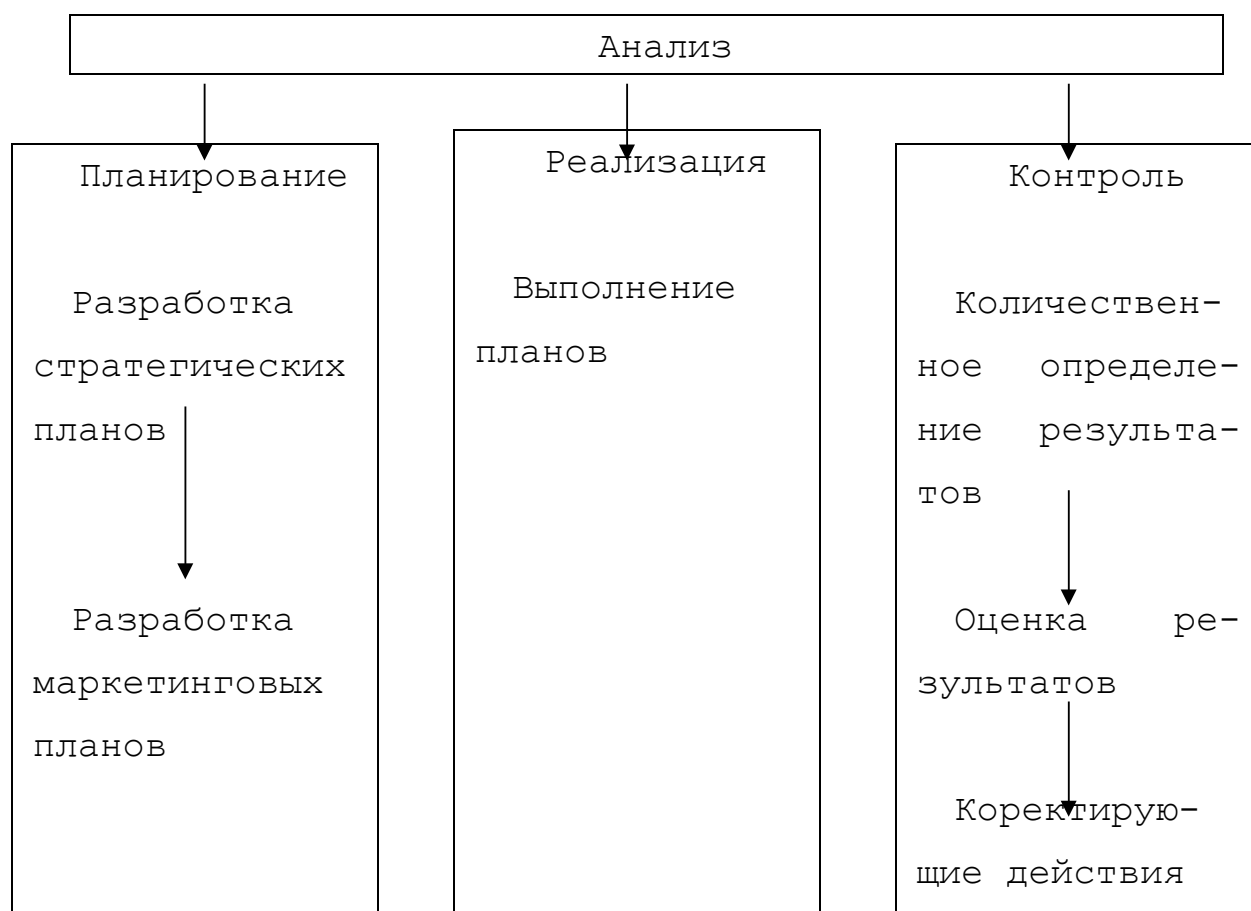 Анализ
Планирование
Разработка
стратегических
планов
Разработка
маркетинговых
планов
Реализация
Выполнение
планов
Контроль
Количествен-
ное определе-
ние результа-
тов
Оценка ре-
зультатов
Коректирую-
щие действия